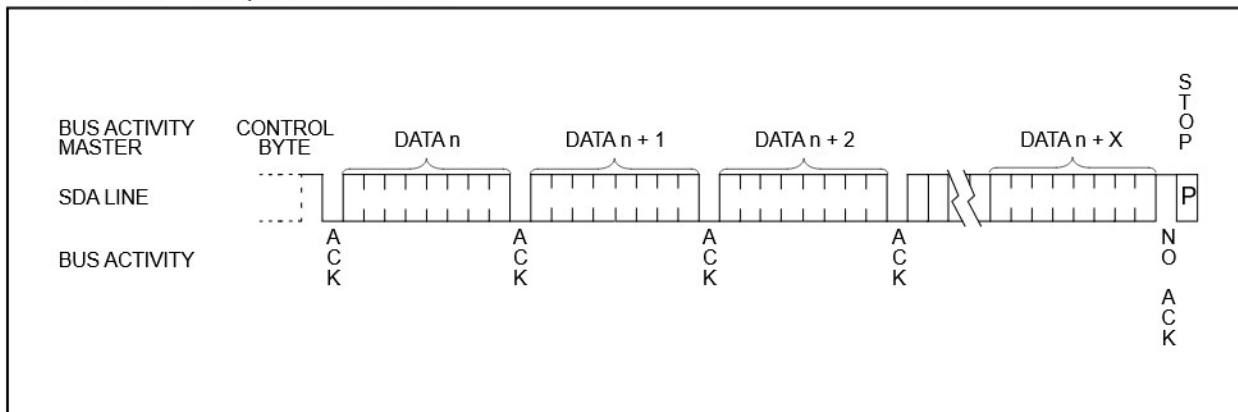 S
T
O
P
BUS ACTIVITY
MASTER
CONTROL
BYTE
DATA n
DATA n + 1
DATA n + 2
DATA n + X
SDA LINE
P
BUS ACTIVITY
A
C
K
A
C
K
A
C
K
A
C
K
N
O
A
C
K